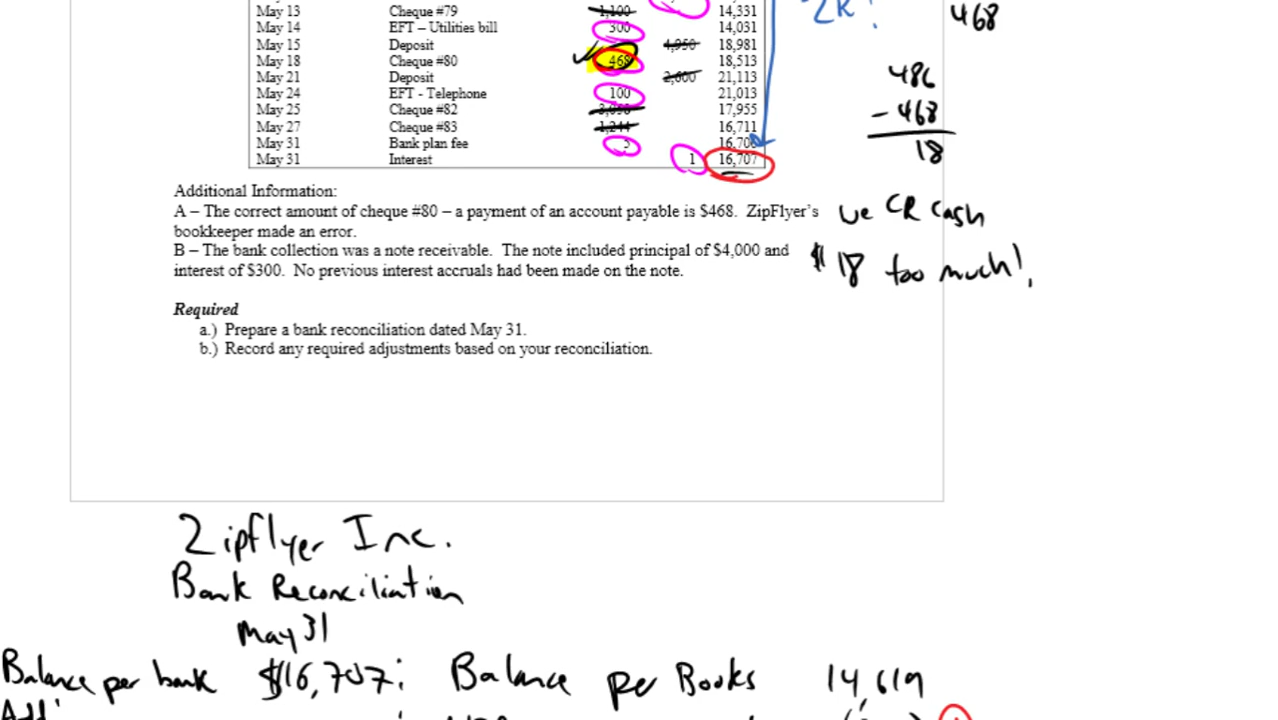 May 13 Cheque #79 1,100 14,331
May 14 EFT – Utilities bill 300 14,031
May 15 Deposit 4,950 18,981
May 18 Cheque #80 468 18,513
May 21 Deposit 2,600 21,113
May 24 EFT - Telephone 100 21,013
May 25 Cheque #82 17,955
May 27 Cheque #83 1,244 16,711
May 31 Bank plan fee 5
May 31 Interest 1 16,707
2k!
468
486
- 468
18
Additional Information:
A – The correct amount of cheque #80 – a payment of an account payable is $468. ZipFlyer's
bookkeeper made an error.
B – The bank collection was a note receivable. The note included principal of $4,000 and
interest of $300. No previous interest accruals had been made on the note.
we CR cash
$18 too much!
Required
a.) Prepare a bank reconciliation dated May 31.
b.) Record any required adjustments based on your reconciliation.
Zipflyer Inc.
Bank Reconciliation
May 31
Balance per bank $16,707 Balance per Books 14,619
Add: